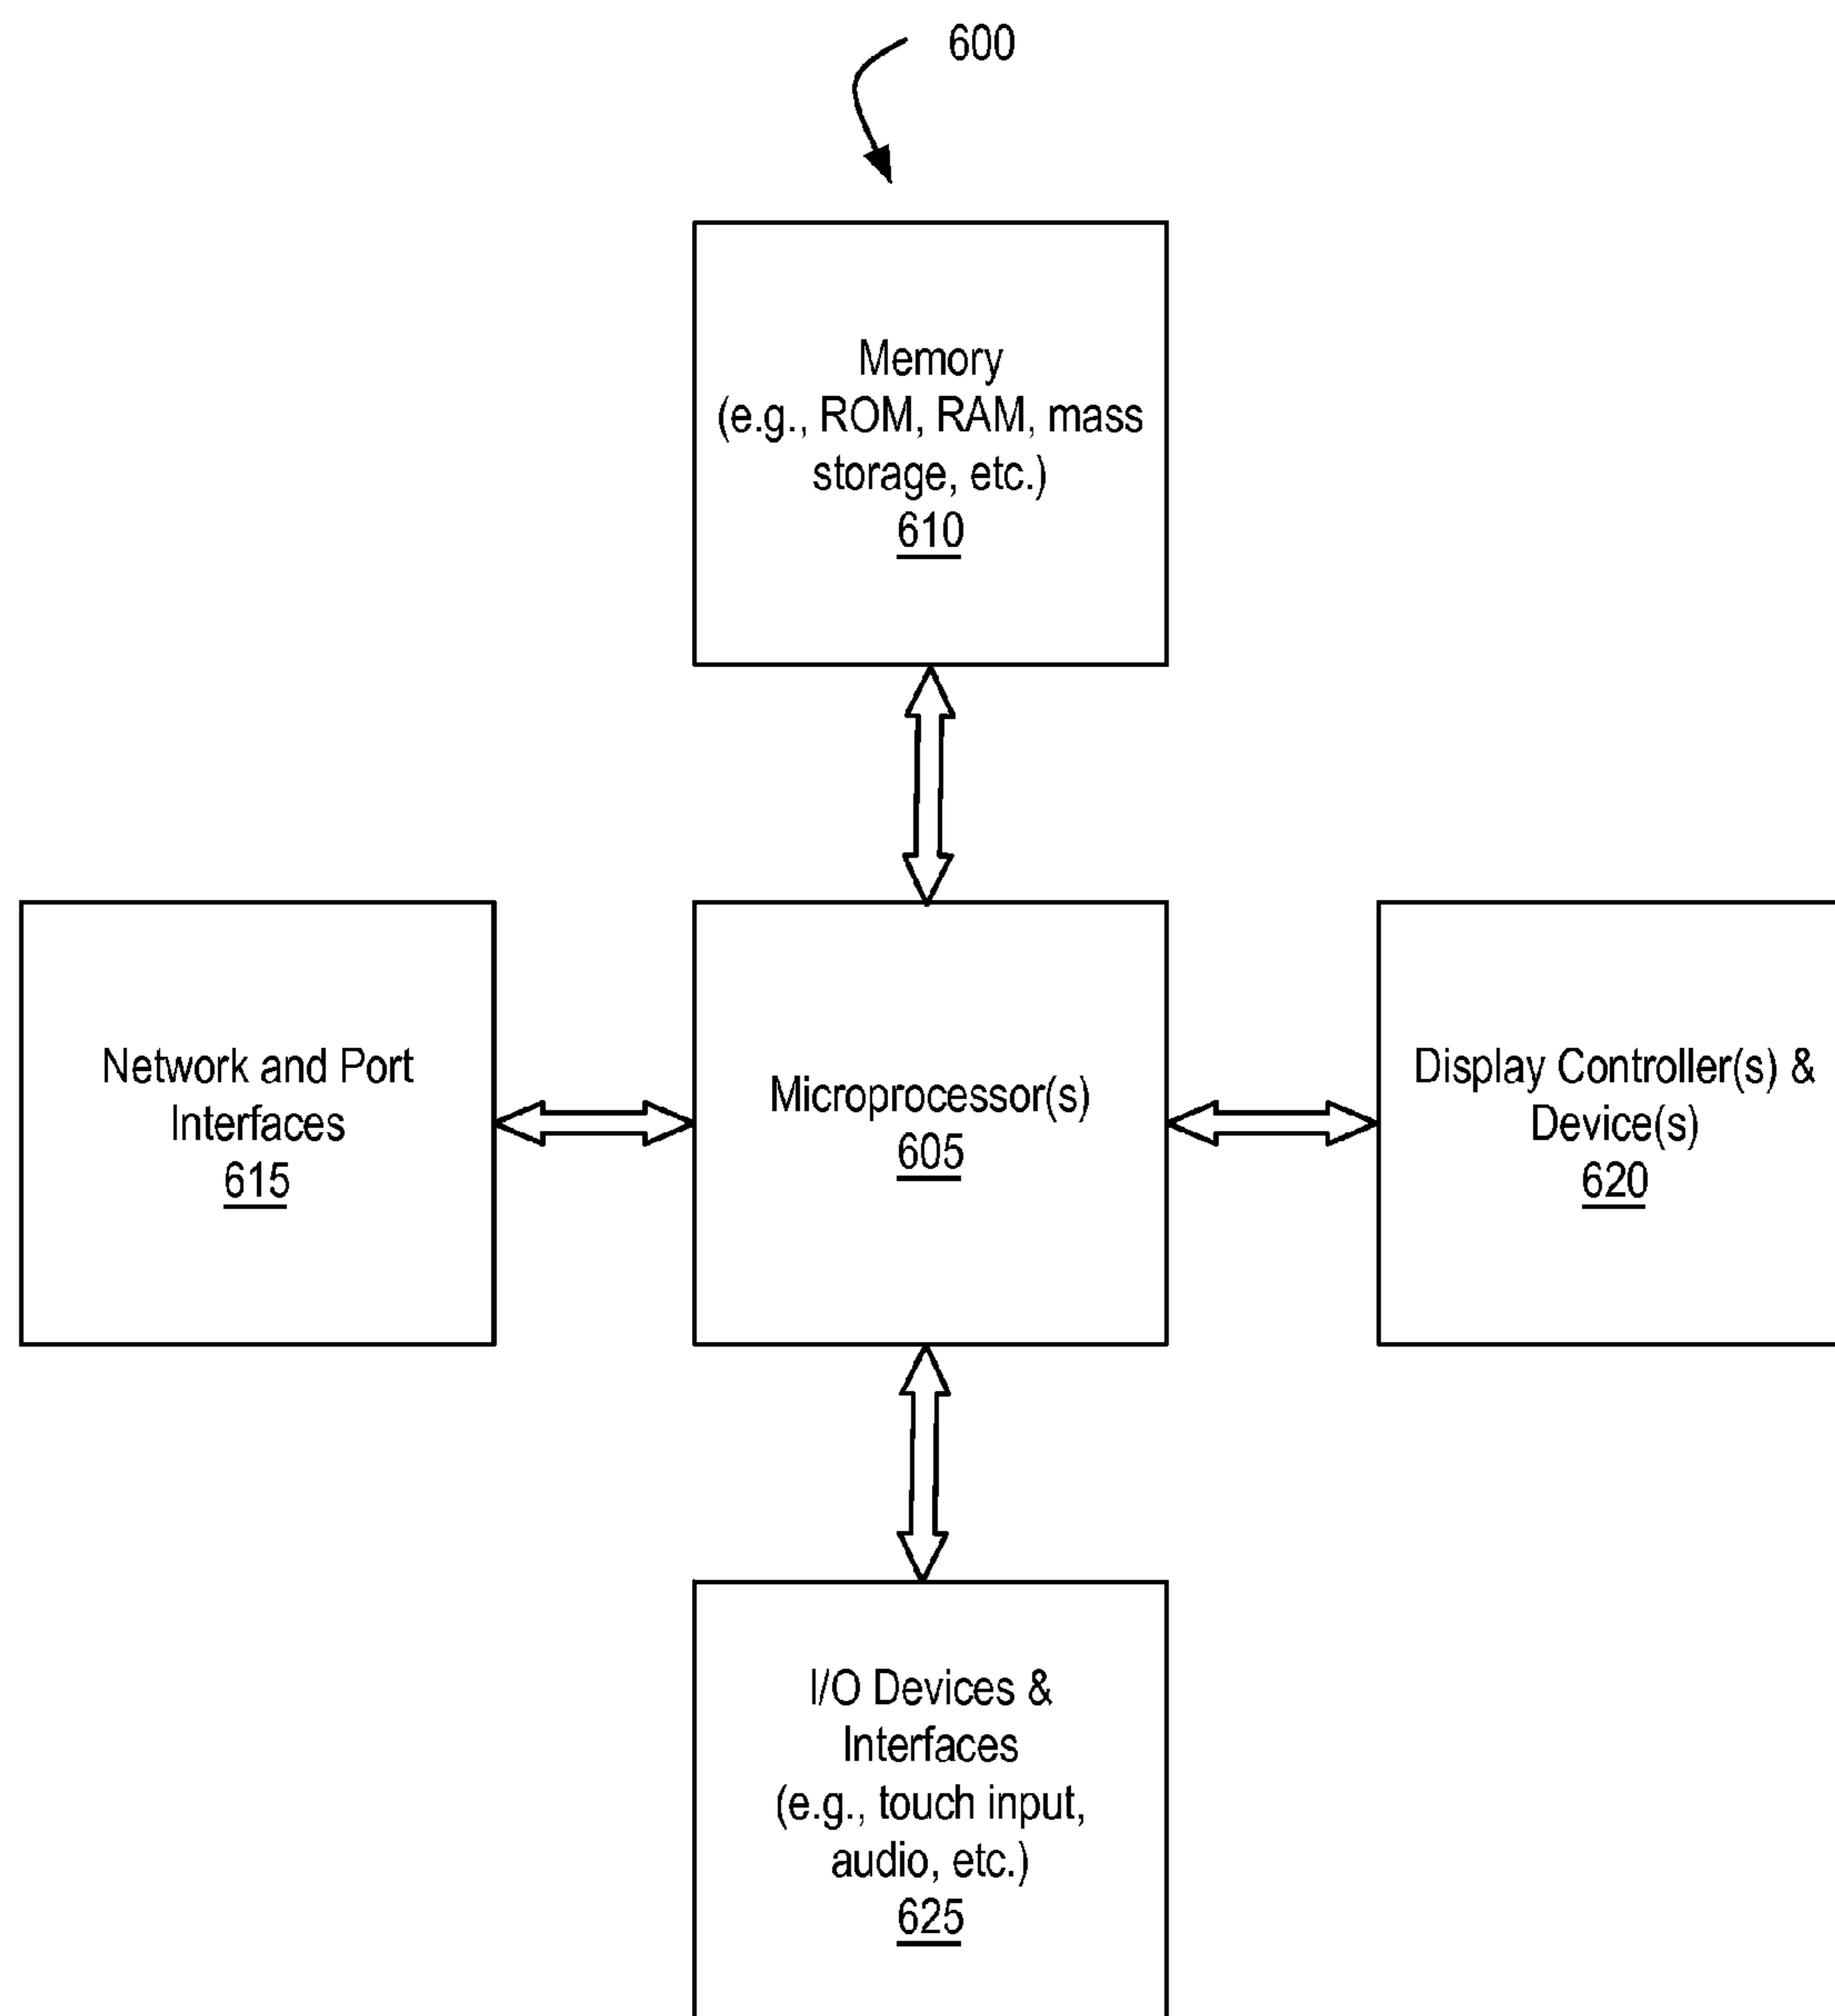 600
Memory
(e.g., ROM, RAM, mass
storage, etc.)
610
Network and Port
Interfaces
615
Microprocessor(s)
605
Display Controller(s) &
Device(s)
620
I/O Devices &
Interfaces
(e.g., touch input,
audio, etc.)
625